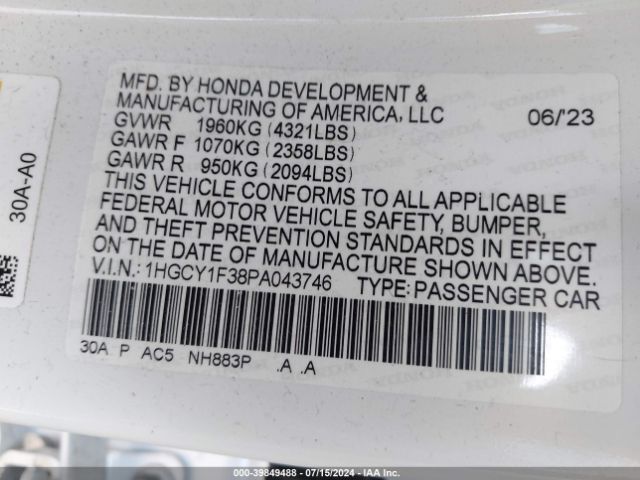 30A-A0
MFD. BY HONDA DEVELOPMENT &
MANUFACTURING OF AMERICA, LLC 06/'23
GVWR 1960KG (4321LBS)
GAWR F 1070KG (2358LBS)
GAWR R 950KG (2094LBS)
THIS VEHICLE CONFORMS TO ALL APPLICABLE
FEDERAL MOTOR VEHICLE SAFETY, BUMPER,
AND THEFT PREVENTION STANDARDS IN EFFECT
ON THE DATE OF MANUFACTURE SHOWN ABOVE.
V.I.N.:1HGCY1F38PA043746 TYPE:PASSENGER CAR
30A P AC5 NH883P .A .A
000-39849488 - 07/15/2024 - IAA Inc.